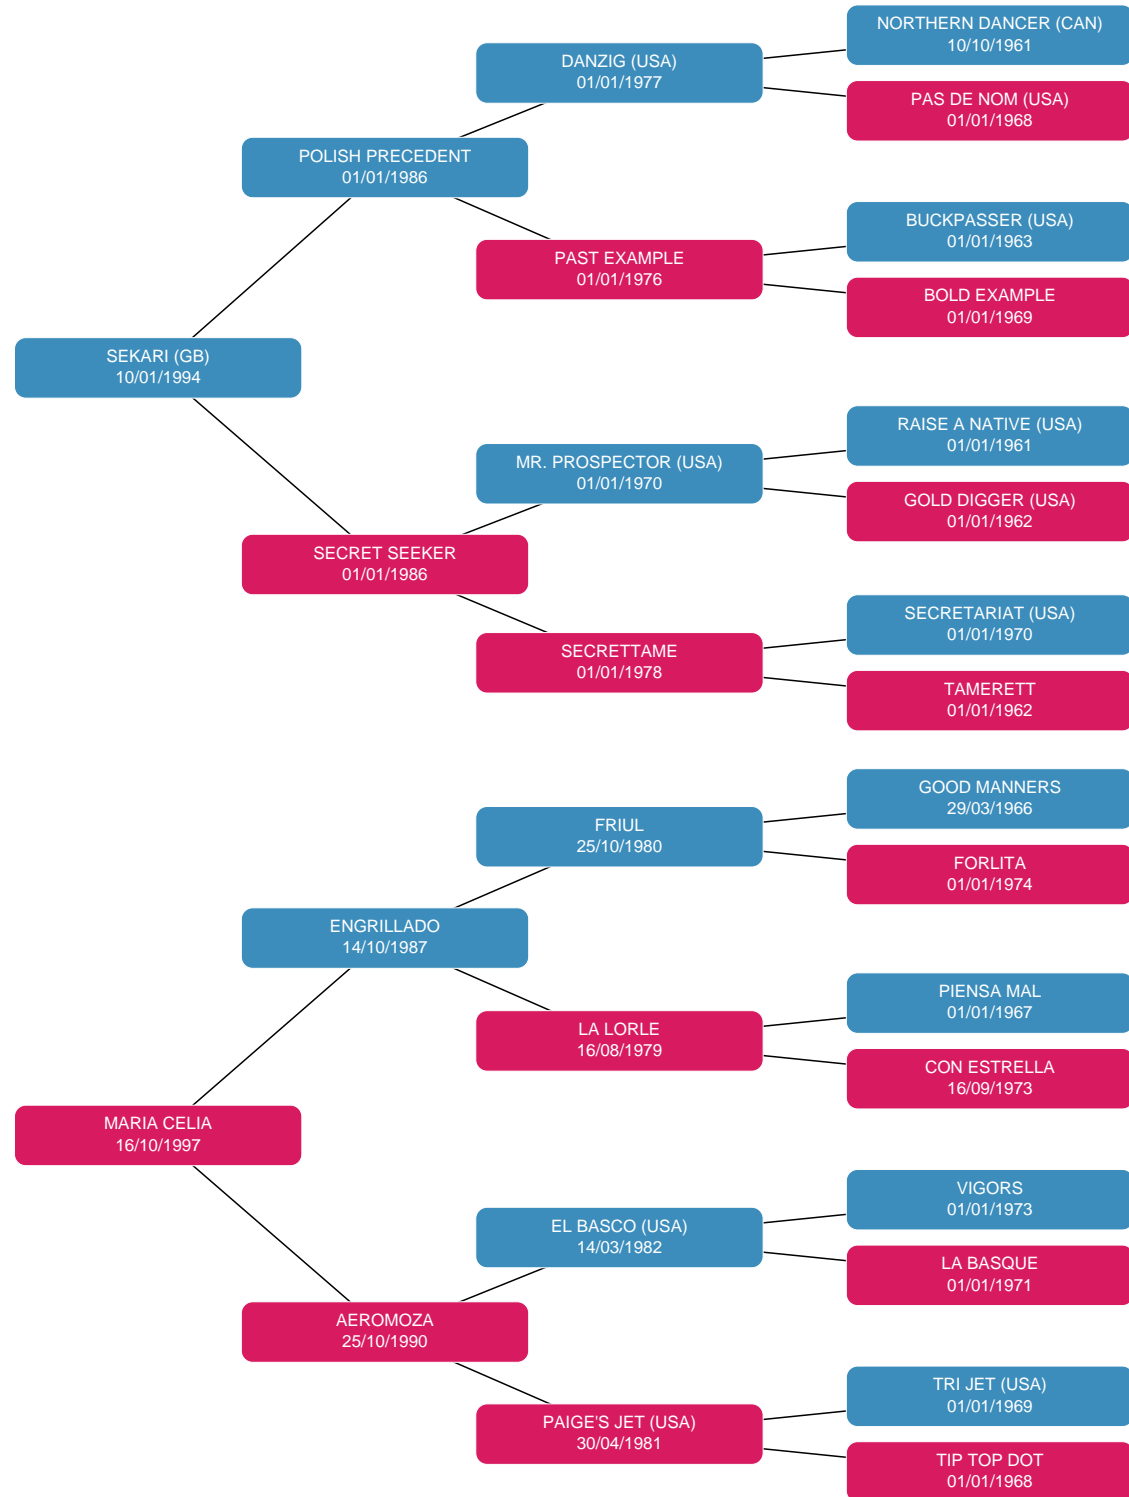 NORTHERN DANCER (CAN)
10/10/1961
DANZIG (USA)
01/01/1977
PAS DE NOM (USA)
01/01/1968
POLISH PRECEDENT
01/01/1986
BUCKPASSER (USA)
01/01/1963
PAST EXAMPLE
01/01/1976
BOLD EXAMPLE
01/01/1969
SEKARI (GB)
10/01/1994
RAISE A NATIVE (USA)
01/01/1961
MR. PROSPECTOR (USA)
01/01/1970
GOLD DIGGER (USA)
01/01/1962
SECRET SEEKER
01/01/1986
SECRETARIAT (USA)
01/01/1970
SECRETTAME
01/01/1978
TAMERETT
01/01/1962
GOOD MANNERS
29/03/1966
FRIUL
25/10/1980
FORLITA
01/01/1974
ENGRILLADO
14/10/1987
PIENSA MAL
01/01/1967
LA LORLE
16/08/1979
CON ESTRELLA
16/09/1973
MARIA CELIA
16/10/1997
VIGORS
01/01/1973
EL BASCO (USA)
14/03/1982
LA BASQUE
01/01/1971
AEROMOZA
25/10/1990
TRI JET (USA)
01/01/1969
PAIGE'S JET (USA)
30/04/1981
TIP TOP DOT
01/01/1968